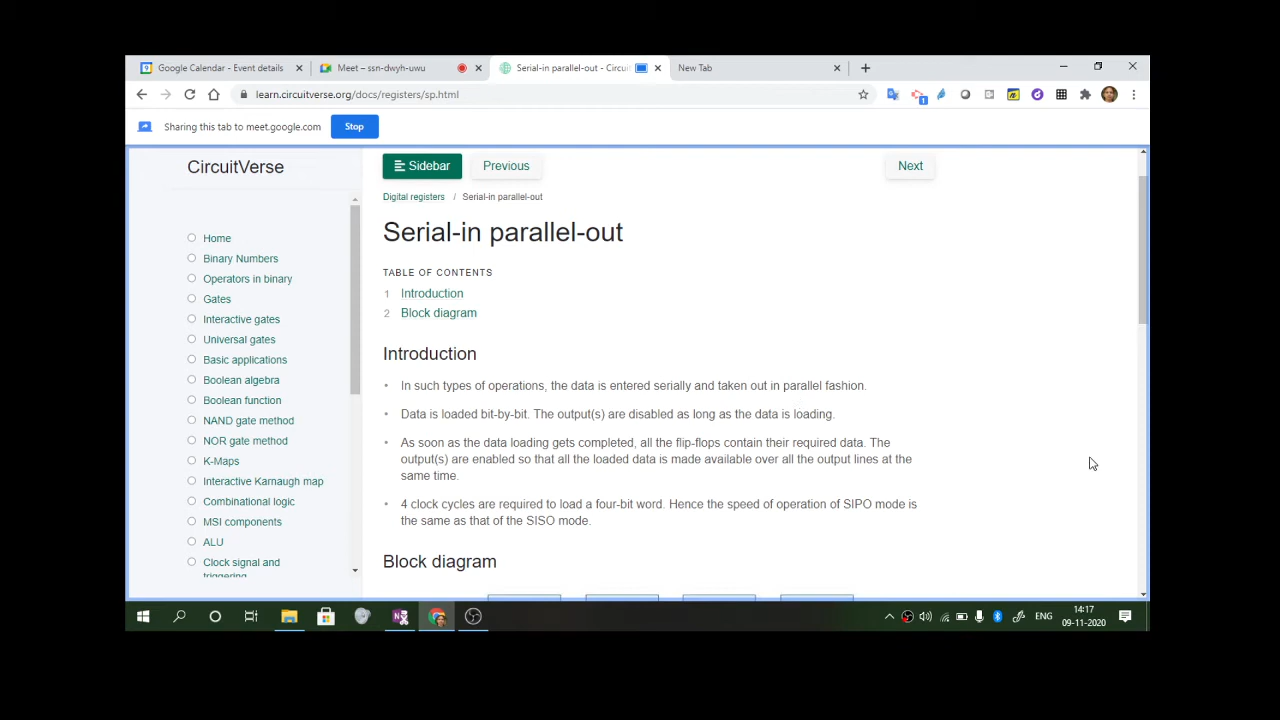 Google Calendar - Event details
Meet – ssn-dwyh-uwu
Serial-in parallel-out - Circuit
New Tab
learn.circuitverse.org/docs/registers/sp.html
1
Sharing this tab to meet.google.com
Stop
CircuitVerse
Sidebar
Previous
Next
Digital registers / Serial-in parallel-out
Serial-in parallel-out
TABLE OF CONTENTS
1 Introduction
2 Block diagram
Introduction
• In such types of operations, the data is entered serially and taken out in parallel fashion.
• Data is loaded bit-by-bit. The output(s) are disabled as long as the data is loading.
• As soon as the data loading gets completed, all the flip-flops contain their required data. The
output(s) are enabled so that all the loaded data is made available over all the output lines at the
same time.
• 4 clock cycles are required to load a four-bit word. Hence the speed of operation of SIPO mode is
the same as that of the SISO mode.
Block diagram
Home
Binary Numbers
Operators in binary
Gates
Interactive gates
Universal gates
Basic applications
Boolean algebra
Boolean function
NAND gate method
NOR gate method
K-Maps
Interactive Karnaugh map
Combinational logic
MSI components
ALU
Clock signal and
triggering
ENG
14:17
09-11-2020